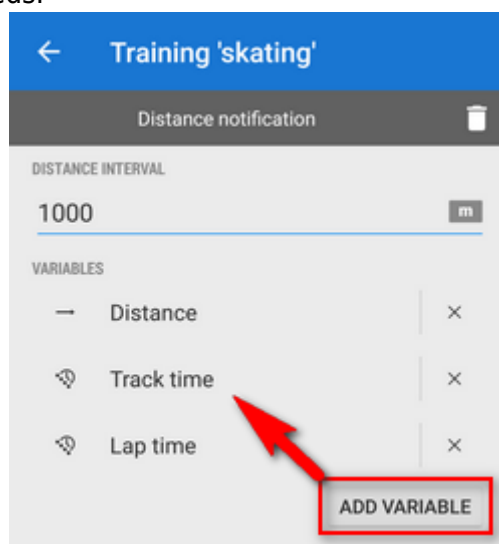 Training 'skating'
Distance notification
DISTANCE INTERVAL
1000 m
VARIABLES
Distance
Track time
Lap time
ADD VARIABLE